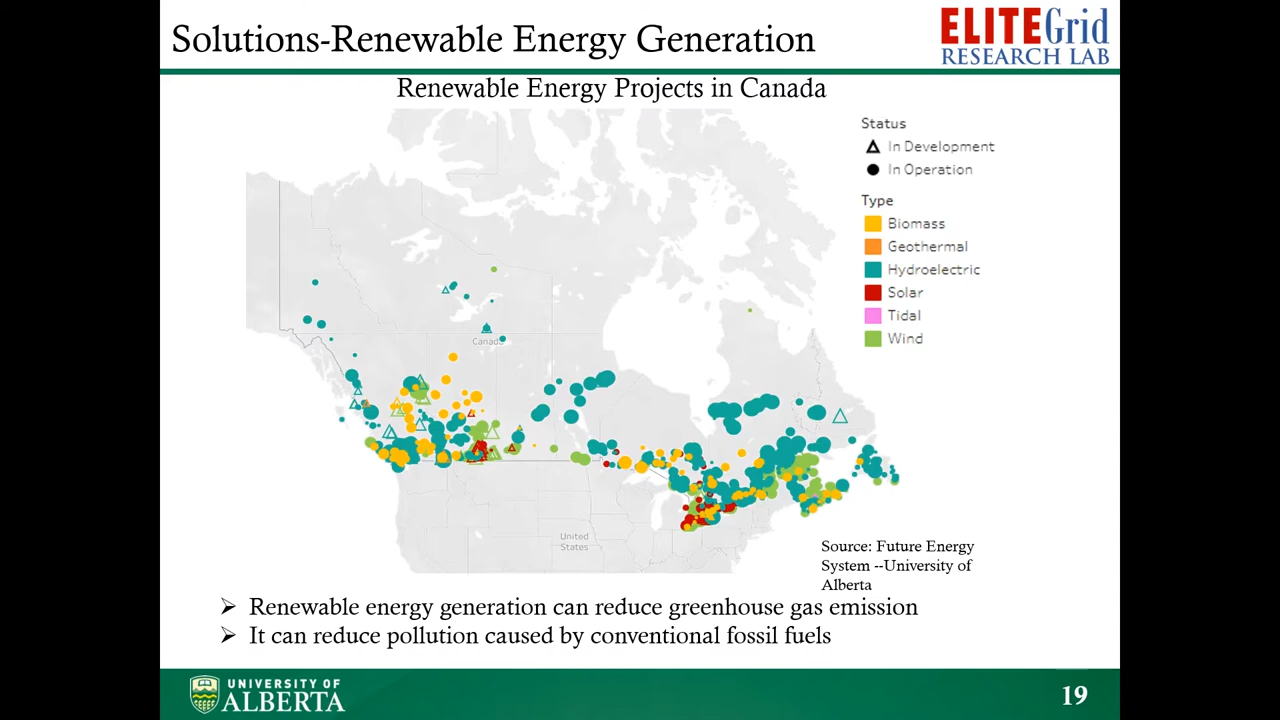 Solutions-Renewable Energy Generation
ELITEGrid
RESEARCH LAB
Renewable Energy Projects in Canada
Status
In Development
In Operation
Type
Biomass
Geothermal
Hydroelectric
Solar
Tidal
Wind
Canada
United
States
Source: Future Energy
System --University of
Alberta
➢ Renewable energy generation can reduce greenhouse gas emission
➢ It can reduce pollution caused by conventional fossil fuels
UNIVERSITY OF
ALBERTA
19